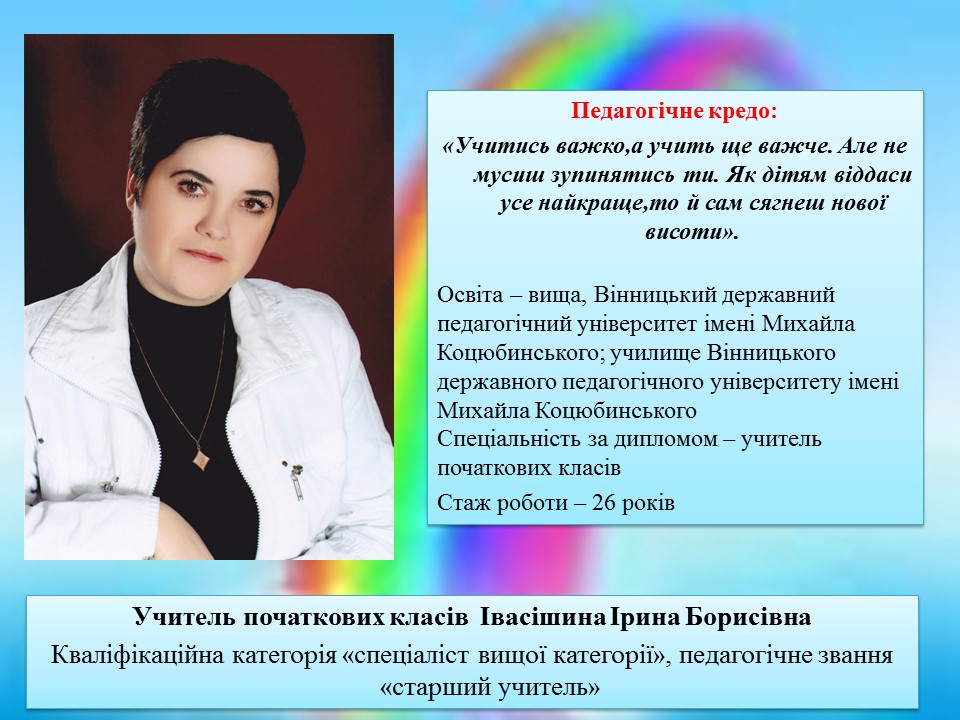 Педагогічне кредо:
«Учитись важко,а учить ще важче. Але не
мусиш зупинятись ти. Як дітям віддаси
усе найкраще,то й сам сягнеш нової
висоти».
Освіта – вища, Вінницький державний
педагогічний університет імені Михайла
Коцюбинського; училище Вінницького
державного педагогічного університету імені
Михайла Коцюбинського
Спеціальність за дипломом – учитель
початкових класів
Стаж роботи – 26 років
Учитель початкових класів Івасішина Ірина Борисівна
Кваліфікаційна категорія «спеціаліст вищої категорії», педагогічне звання
«старший учитель»